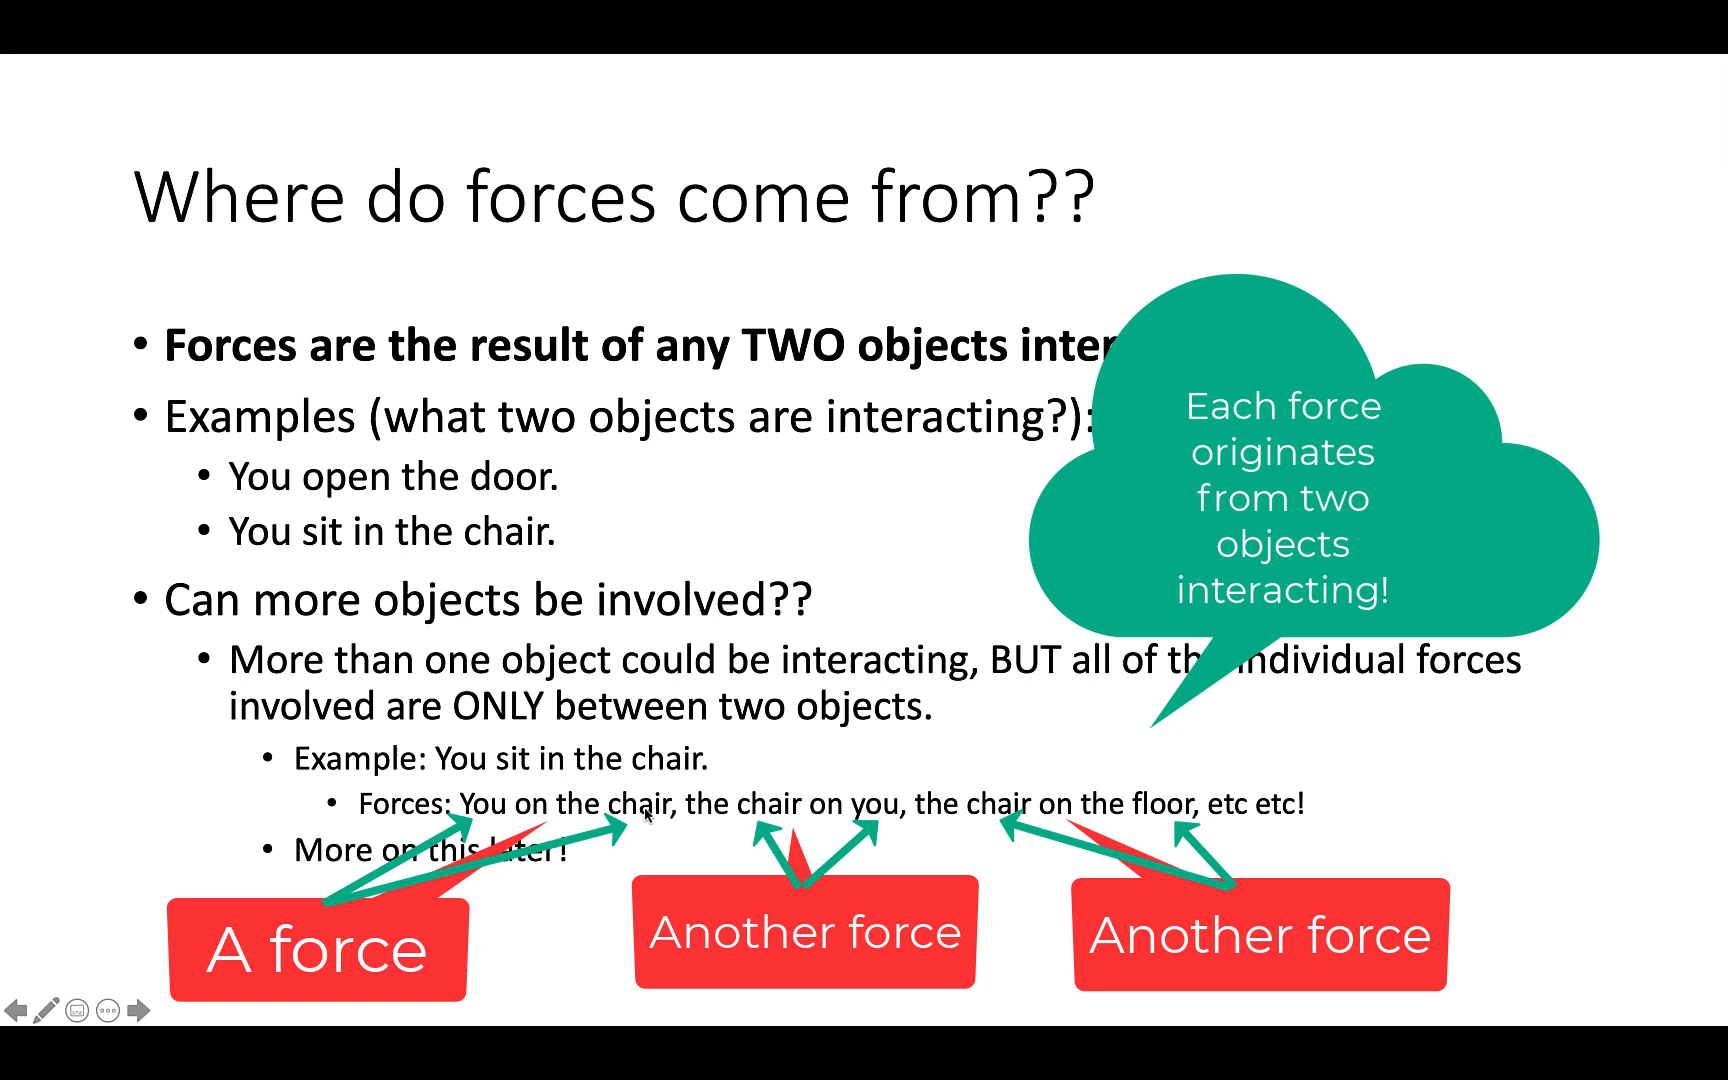 Where do forces come from??
• Forces are the result of any TWO objects
• Examples (what two objects are interacting?):
• You open the door.
• You sit in the chair.
Each force
originates
from two
objects
interacting!
• Can more objects be involved??
• More than one object could be interacting, BUT all of the individual forces
involved are ONLY between two objects.
• Example: You sit in the chair.
• Forces: You on the chair, the chair on you, the chair on the floor, etc etc!
• More on this later!
A force
Another force
Another force